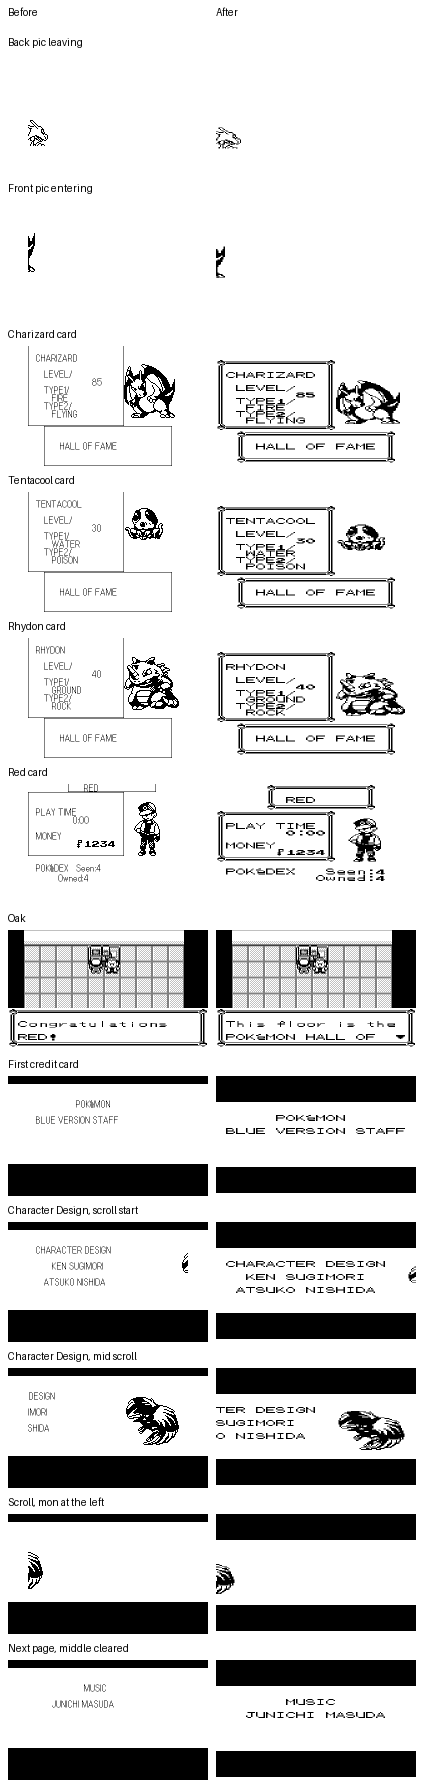 Before After
Back pic leaving
Front pic entering
Charizard card
CHARIZARD
LEVEL/
85
TYPE1/
FIRE
TYPE2/
FLYING
HALL OF FAME
CHARIZARD
LEVEL/
85
TYPE1/
FIRE
TYPE2/
FLYING
HALL OF FAME
Tentacool card
TENTACOOL
LEVEL/
30
TYPE1/
WATER
TYPE2/
POISON
HALL OF FAME
TENTACOOL
LEVEL/
30
TYPE1/
WATER
TYPE2/
POISON
HALL OF FAME
Rhydon card
RHYDON
LEVEL/
40
TYPE1/
GROUND
TYPE2/
ROCK
HALL OF FAME
RHYDON
LEVEL/
40
TYPE1/
GROUND
TYPE2/
ROCK
HALL OF FAME
Red card
RED
PLAY TIME
0:00
MONEY
₽1234
POKéDEX Seen:4
Owned:4
RED
PLAY TIME
0:00
MONEY
₽1234
POKéDEX Seen:4
Owned:4
Oak
Congratulations
RED!
This floor is the
POKéMON HALL OF
First credit card
POKéMON
BLUE VERSION STAFF
POKéMON
BLUE VERSION STAFF
Character Design, scroll start
CHARACTER DESIGN
KEN SUGIMORI
ATSUKO NISHIDA
CHARACTER DESIGN
KEN SUGIMORI
ATSUKO NISHIDA
Character Design, mid scroll
DESIGN
IMORI
SHIDA
TER DESIGN
SUGIMORI
O NISHIDA
Scroll, mon at the left
Next page, middle cleared
MUSIC
JUNICHI MASUDA
MUSIC
JUNICHI MASUDA